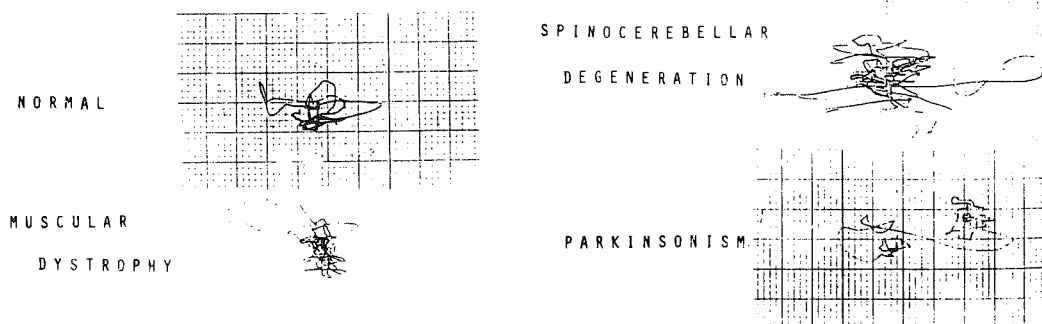 NORMAL
MUSCULAR
DYSTROPHY
SPINOCEREBELLAR
DEGENERATION
PARKINSONISM